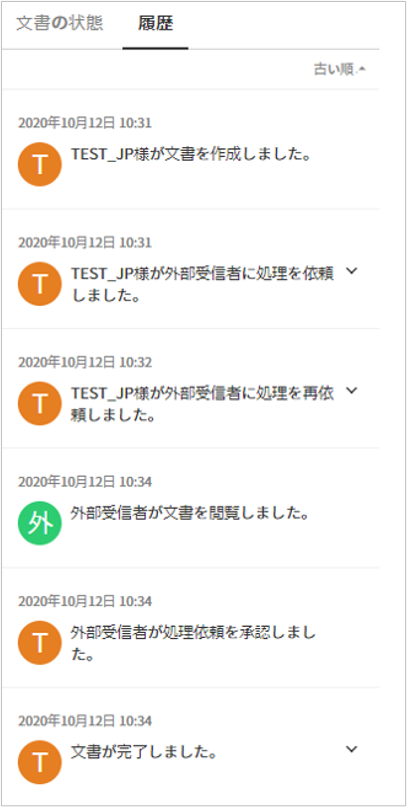 文書の状態 履歴
古い順
2020年10月12日 10:31
T
TEST_JP様が文書を作成しました。
2020年10月12日 10:31
T
TEST_JP様が外部受信者に処理を依頼
しました。
2020年10月12日 10:32
T
TEST_JP様が外部受信者に処理を再依
頼しました。
2020年10月12日 10:34
外
外部受信者が文書を閲覧しました。
2020年10月12日 10:34
T
外部受信者が処理依頼を承認しまし
た。
2020年10月12日 10:34
T
文書が完了しました。